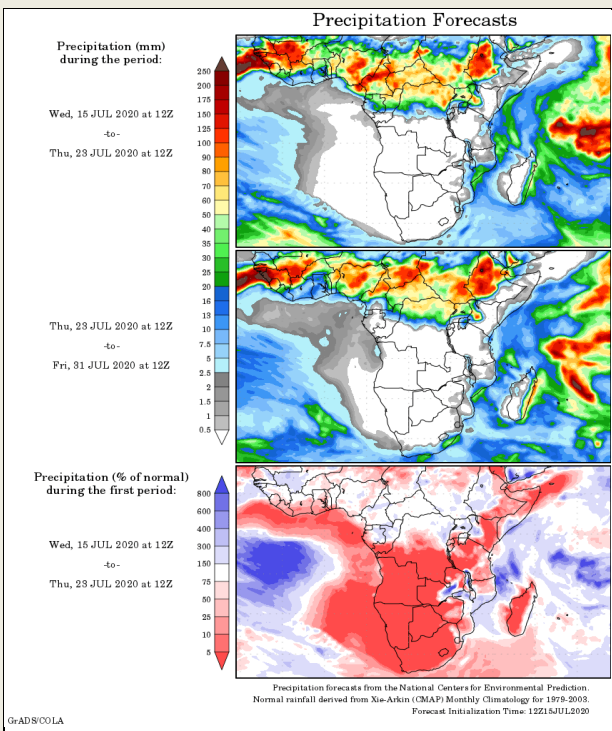 Precipitation Forecasts
Precipitation (mm)
during the period:
Wed, 15 JUL 2020 at 12Z
-to-
Thu, 23 JUL 2020 at 12Z
250
200
175
150
125
100
90
80
70
60
50
40
35
30
25
20
16
13
10
7.5
5
2.5
2
1.5
1
0.5
Thu, 23 JUL 2020 at 12Z
-to-
Fri, 31 JUL 2020 at 12Z
Precipitation (% of normal)
during the first period:
Wed, 15 JUL 2020 at 12Z
-to-
Thu, 23 JUL 2020 at 12Z
800
600
400
300
150
75
50
25
10
5
Precipitation forecasts from the National Centers for Environmental Prediction.
Normal rainfall derived from Xie-Arkin (CMAP) Monthly Climatology for 1979-2003.
Forecast Initialization Time: 12Z15JUL2020
GrADS/COLA